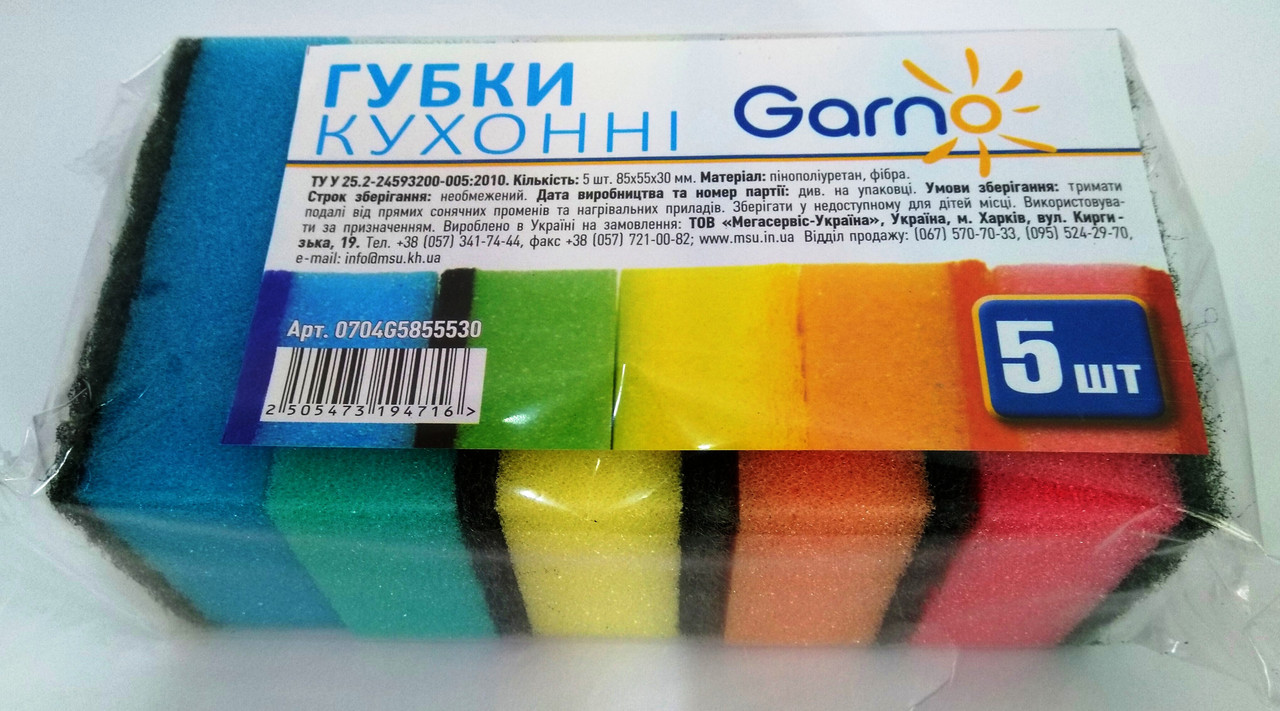 ГУБКИ
КУХОННІ
Garno
ТУ У 25.2-24593200-005:2010. Кількість: 5 шт. 85х55х30 мм. Матеріал: пінополіуретан, фібра.
Строк зберігання: необмежений. Дата виробництва та номер партії: див. на упаковці. Умови зберігання: тримати
подалі від прямих сонячних променів та нагрівальних приладів. Зберігати у недоступному для дітей місці. Використовува-
ти за призначенням. Вироблено в Україні на замовлення: ТОВ «Мегасервіс-Україна», Україна, м. Харків, вул. Кирги-
зька, 19. Тел. +38 (057) 341-74-44, факс +38 (057) 721-00-82; www.msu.in.ua Відділ продажу: (067) 570-70-33, (095) 524-29-70,
e-mail: info@msu.kh.ua
Арт. 0704G5855530
2 505473 194716 >
5 шт